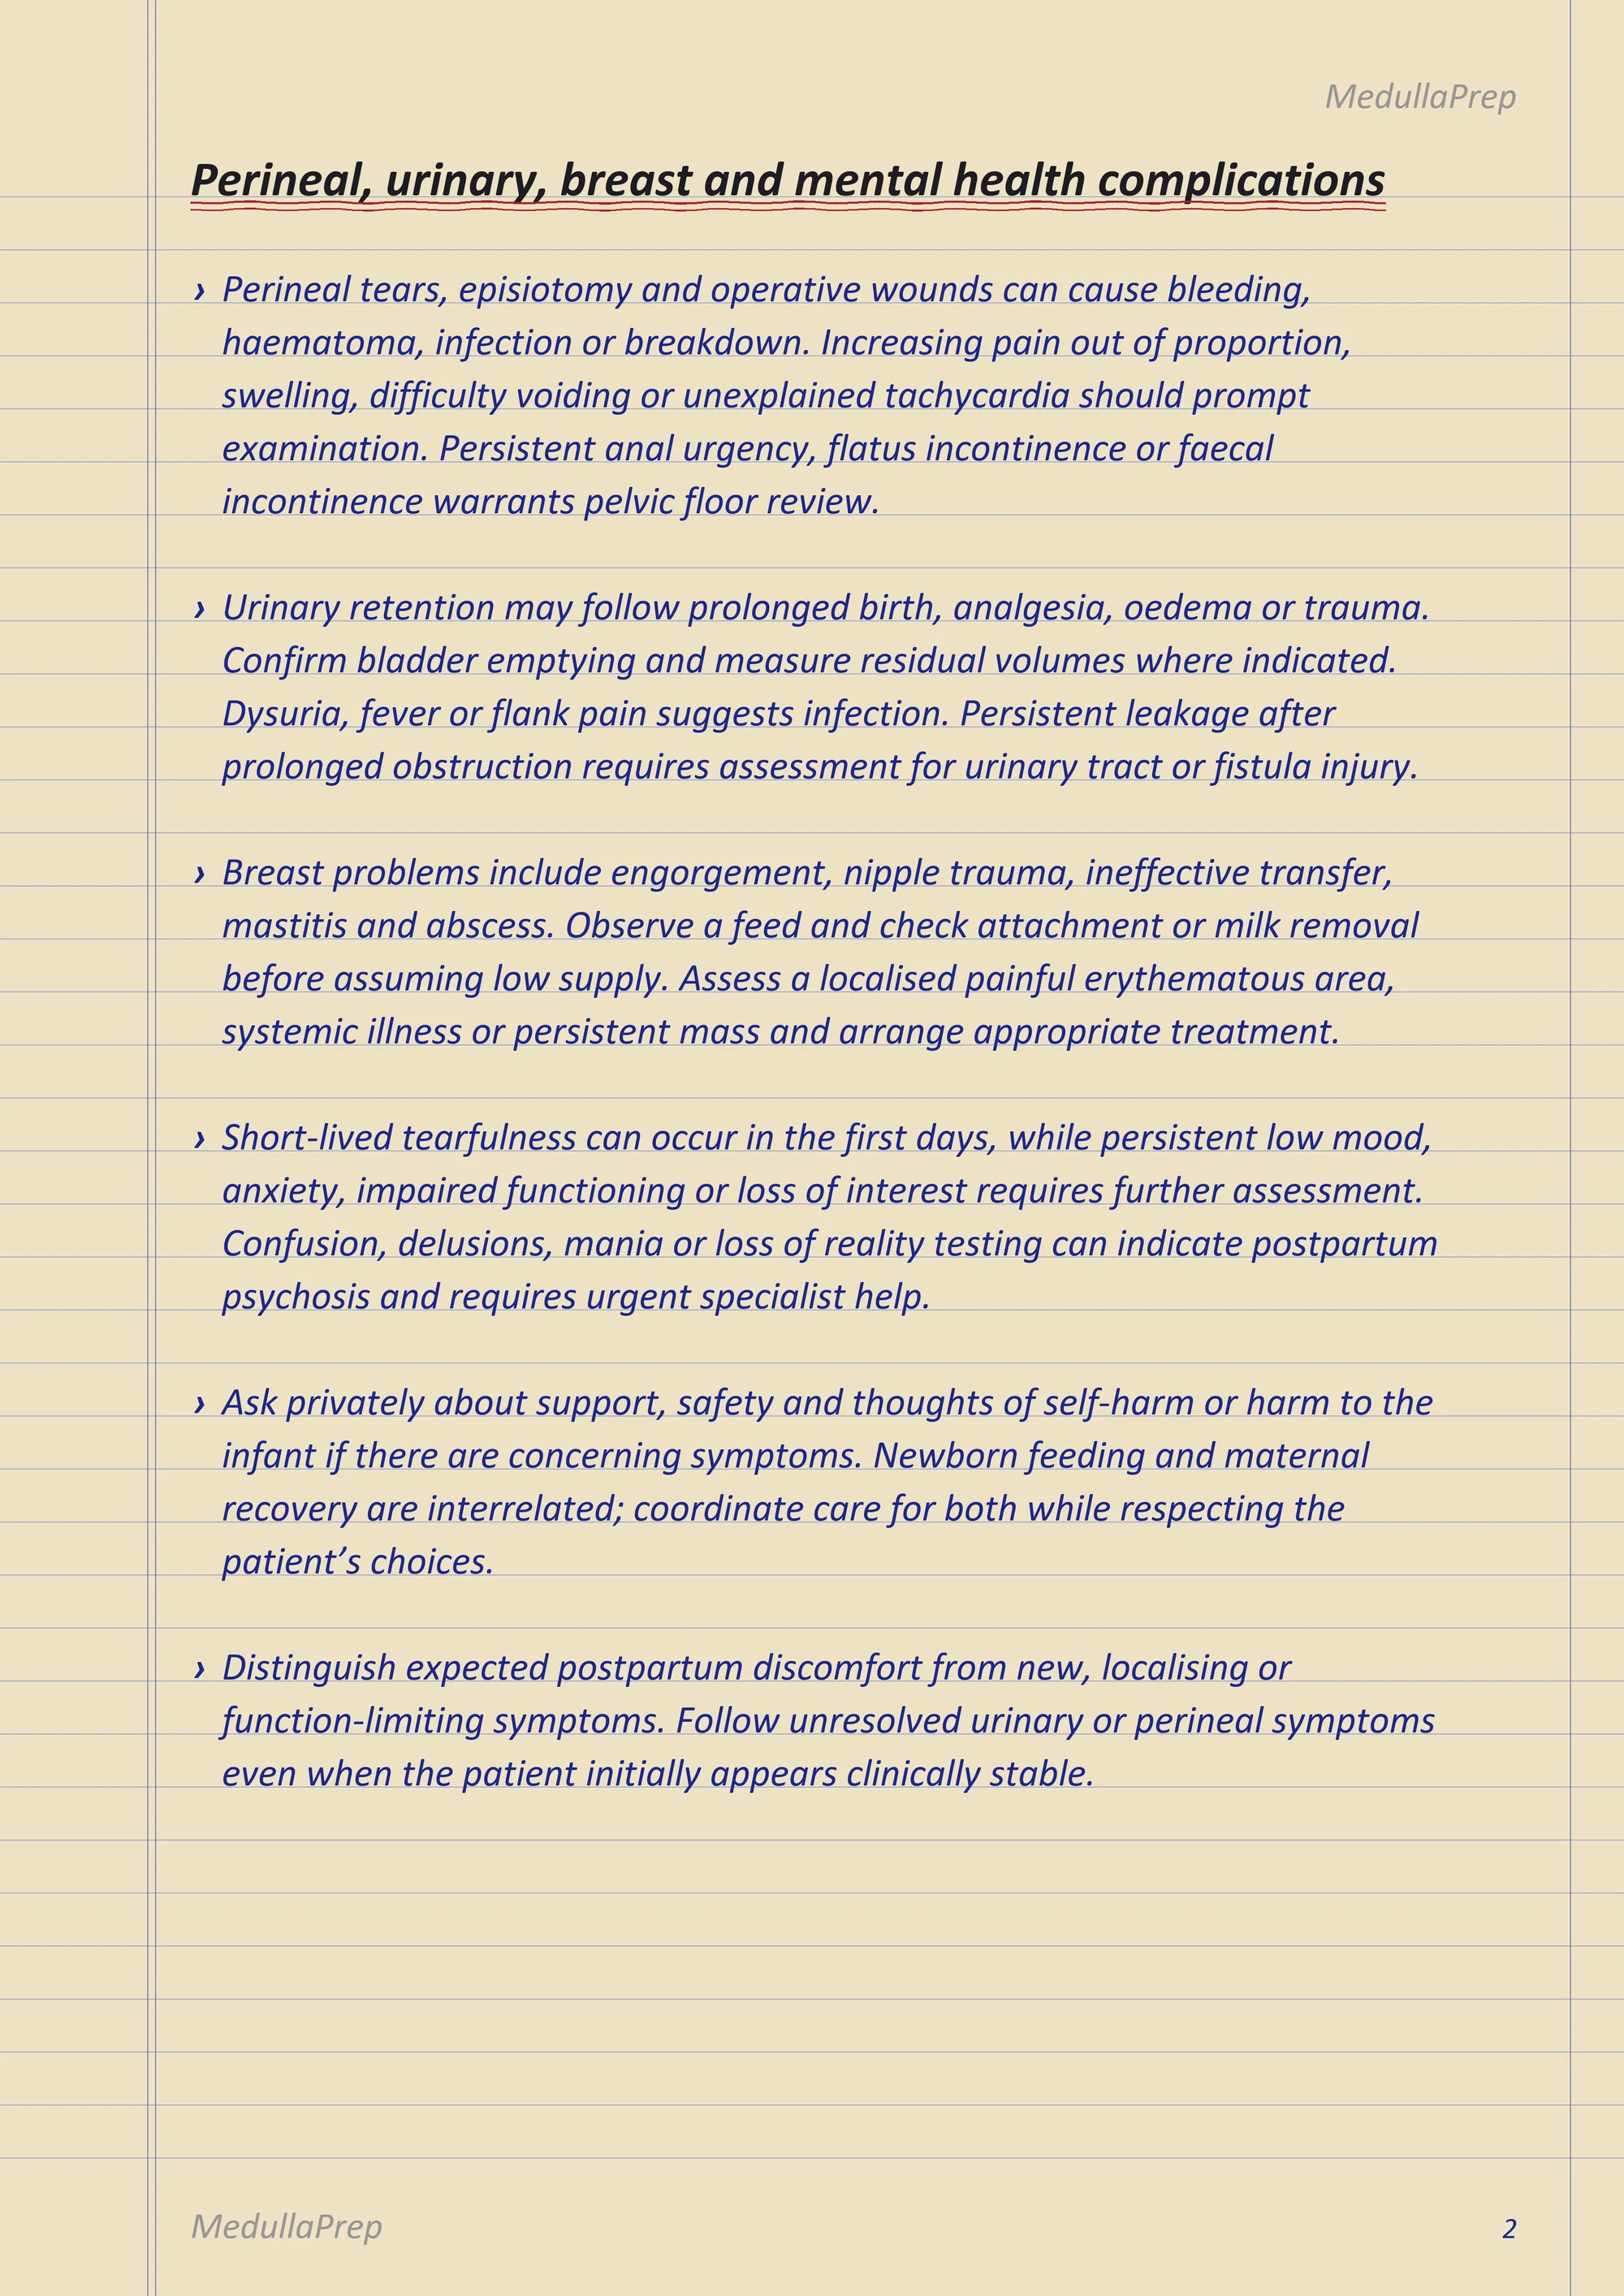 MedullaPrep
Perineal, urinary, breast and mental health complications
› Perineal tears, episiotomy and operative wounds can cause bleeding,
haematoma, infection or breakdown. Increasing pain out of proportion,
swelling, difficulty voiding or unexplained tachycardia should prompt
examination. Persistent anal urgency, flatus incontinence or faecal
incontinence warrants pelvic floor review.
› Urinary retention may follow prolonged birth, analgesia, oedema or trauma.
Confirm bladder emptying and measure residual volumes where indicated.
Dysuria, fever or flank pain suggests infection. Persistent leakage after
prolonged obstruction requires assessment for urinary tract or fistula injury.
› Breast problems include engorgement, nipple trauma, ineffective transfer,
mastitis and abscess. Observe a feed and check attachment or milk removal
before assuming low supply. Assess a localised painful erythematous area,
systemic illness or persistent mass and arrange appropriate treatment.
› Short-lived tearfulness can occur in the first days, while persistent low mood,
anxiety, impaired functioning or loss of interest requires further assessment.
Confusion, delusions, mania or loss of reality testing can indicate postpartum
psychosis and requires urgent specialist help.
› Ask privately about support, safety and thoughts of self-harm or harm to the
infant if there are concerning symptoms. Newborn feeding and maternal
recovery are interrelated; coordinate care for both while respecting the
patient’s choices.
› Distinguish expected postpartum discomfort from new, localising or
function-limiting symptoms. Follow unresolved urinary or perineal symptoms
even when the patient initially appears clinically stable.
MedullaPrep
2